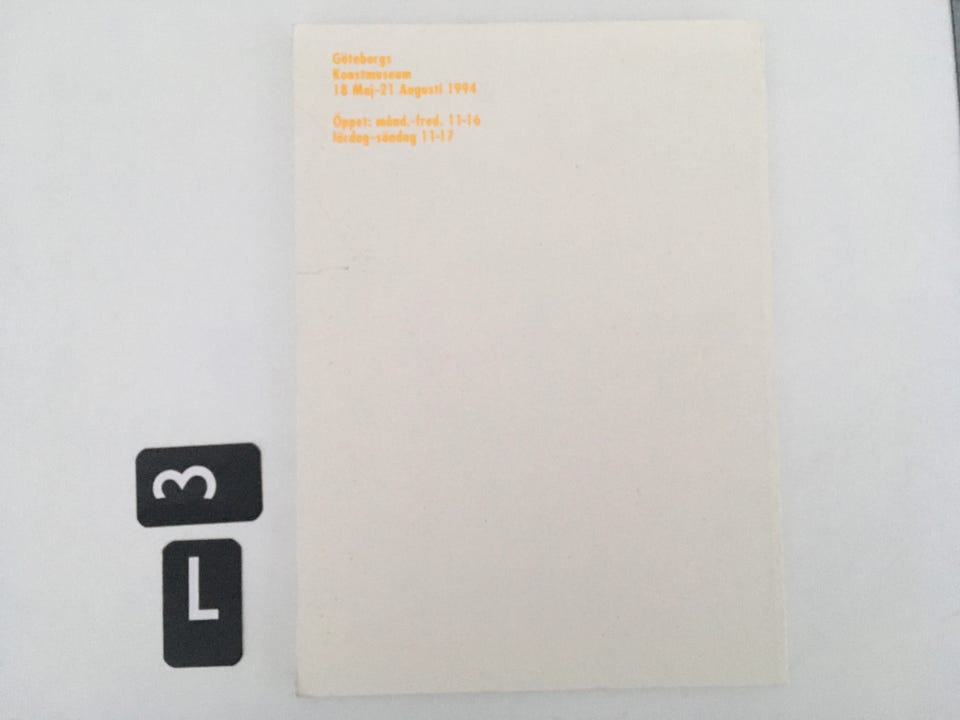 Göteborgs
Konstmuseum
18 Maj–21 Augusti 1994
Öppet: månd.-fred. 11-16
lördag–söndag 11-17
3
L